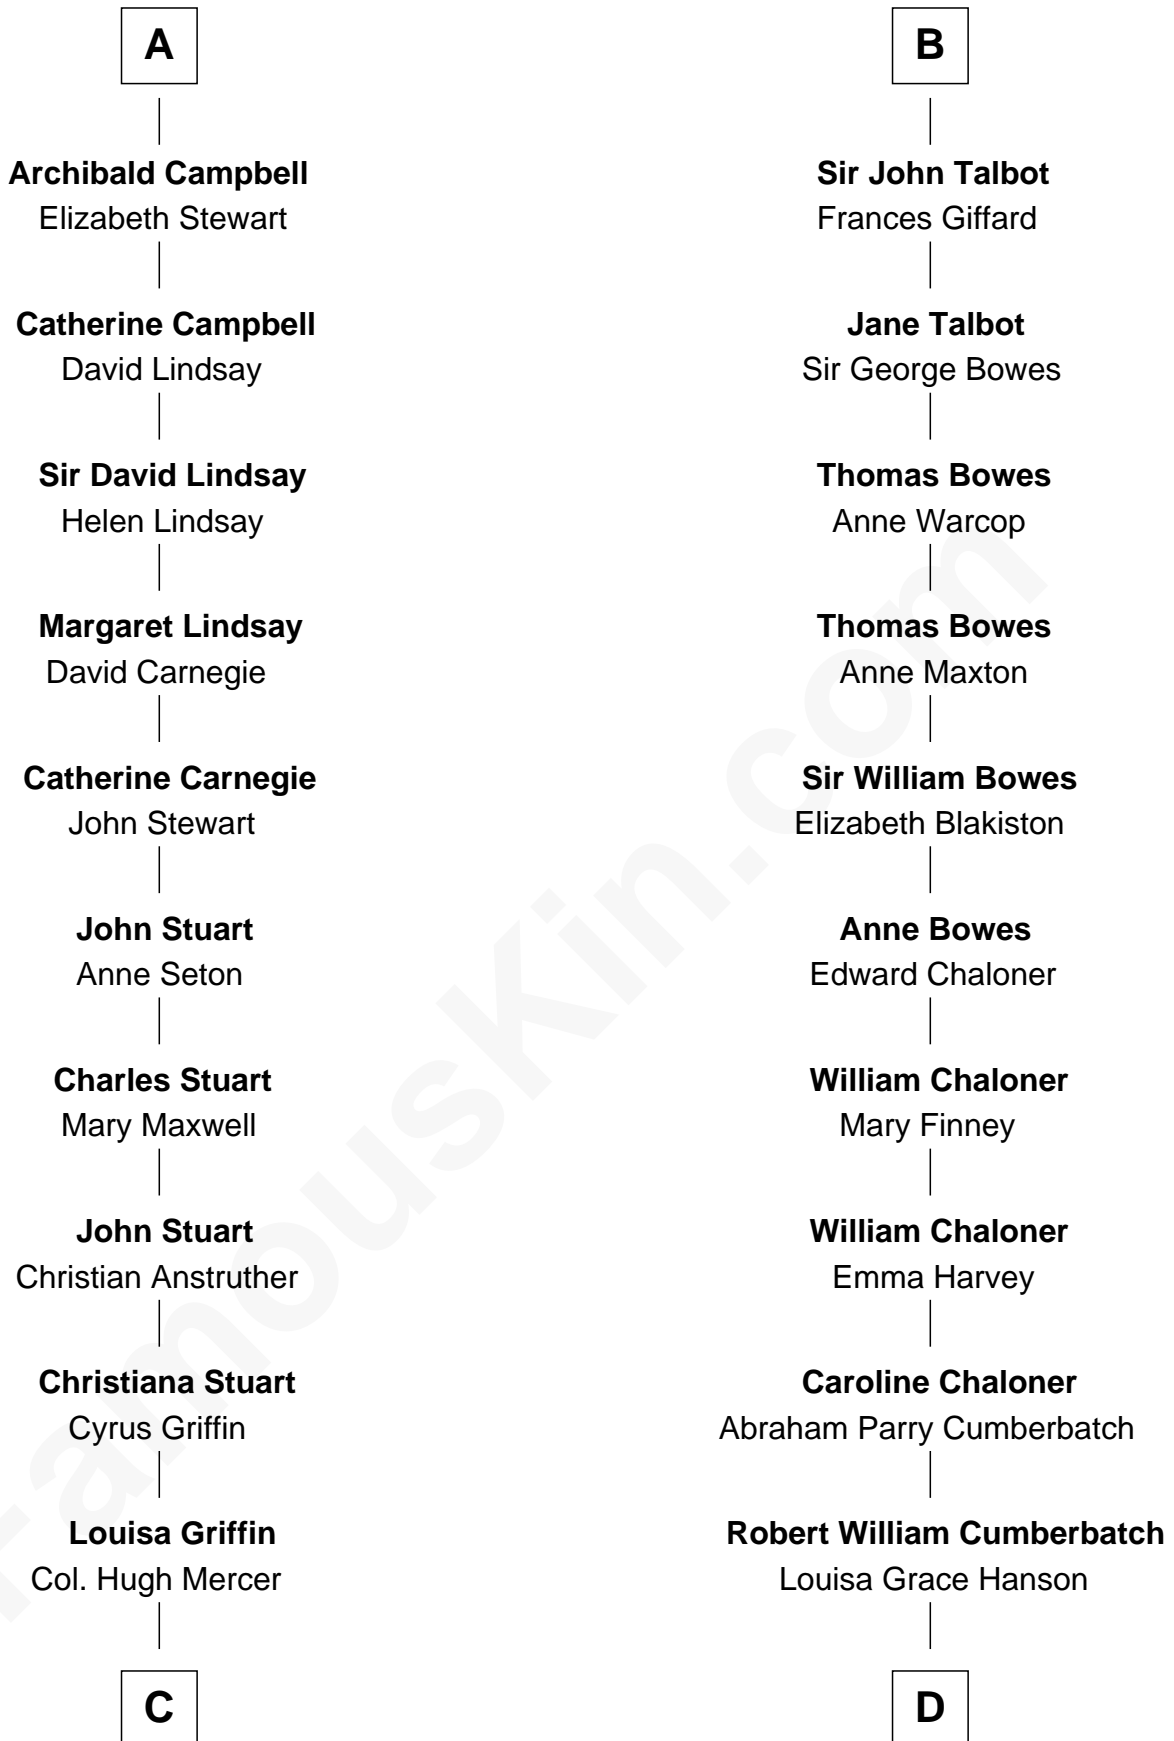 A
Archibald Campbell
Elizabeth Stewart
Catherine Campbell
David Lindsay
Sir David Lindsay
Helen Lindsay
Margaret Lindsay
David Carnegie
Catherine Carnegie
John Stewart
John Stuart
Anne Seton
Charles Stuart
Mary Maxwell
John Stuart
Christian Anstruther
Christiana Stuart
Cyrus Griffin
Louisa Griffin
Col. Hugh Mercer
C
B
Sir John Talbot
Frances Giffard
Jane Talbot
Sir George Bowes
Thomas Bowes
Anne Warcop
Thomas Bowes
Anne Maxton
Sir William Bowes
Elizabeth Blakiston
Anne Bowes
Edward Chaloner
William Chaloner
Mary Finney
William Chaloner
Emma Harvey
Caroline Chaloner
Abraham Parry Cumberbatch
Robert William Cumberbatch
Louisa Grace Hanson
D
FamousKin.com